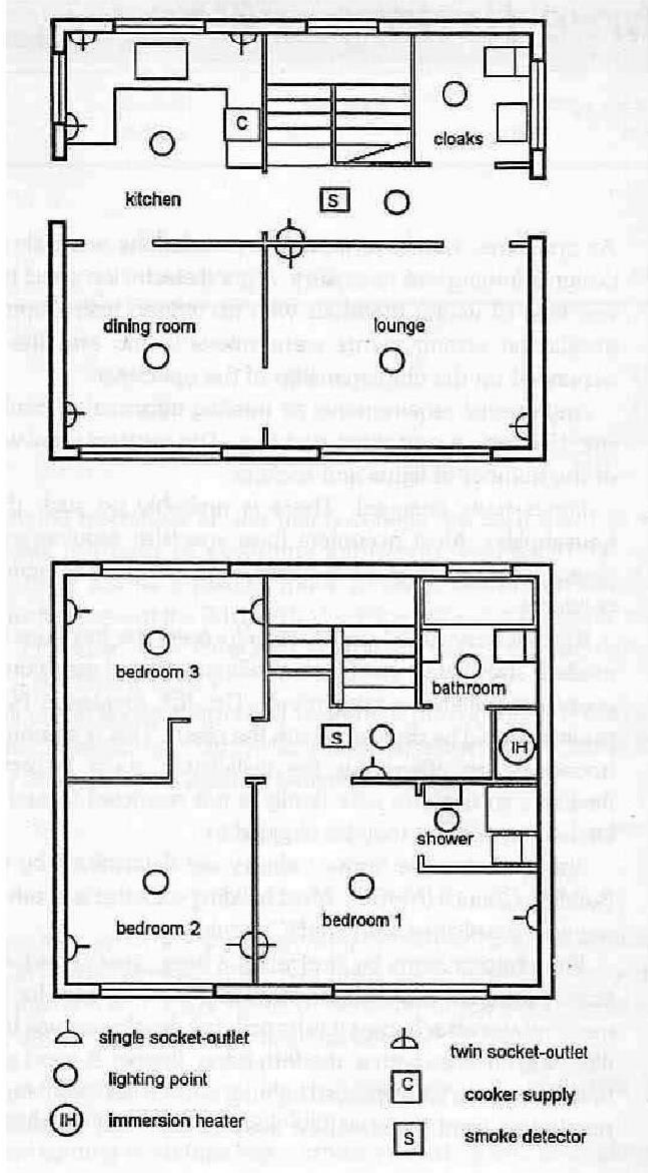 C
cloaks
kitchen
S
dining room
lounge
bedroom 3
bathroom
S
IH
shower
bedroom 2
bedroom 1
single socket-outlet
twin socket-outlet
lighting point
C cooker supply
IH immersion heater
S smoke detector